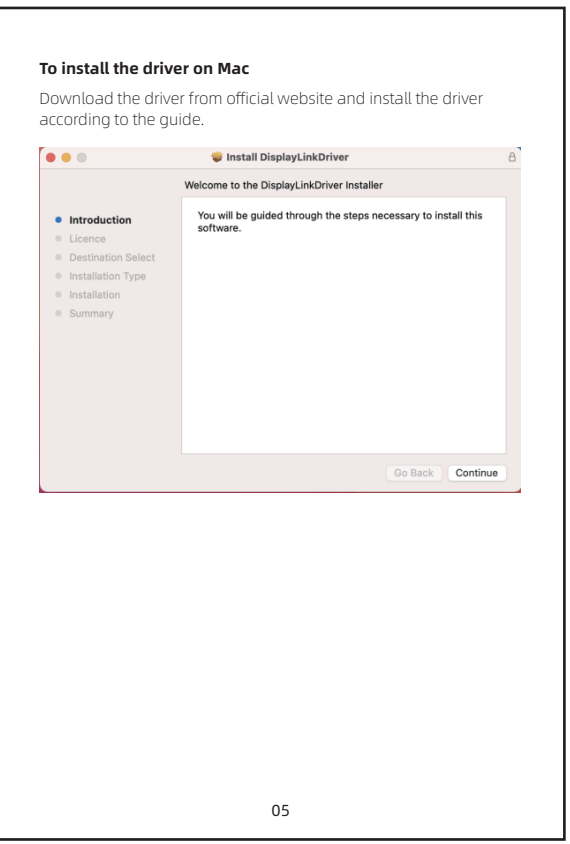 To install the driver on Mac
Download the driver from official website and install the driver
according to the guide.
Install DisplayLinkDriver
Welcome to the DisplayLinkDriver Installer
Introduction
Licence
Destination Select
Installation Type
Installation
Summary
You will be guided through the steps necessary to install this
software.
Go Back
Continue
05